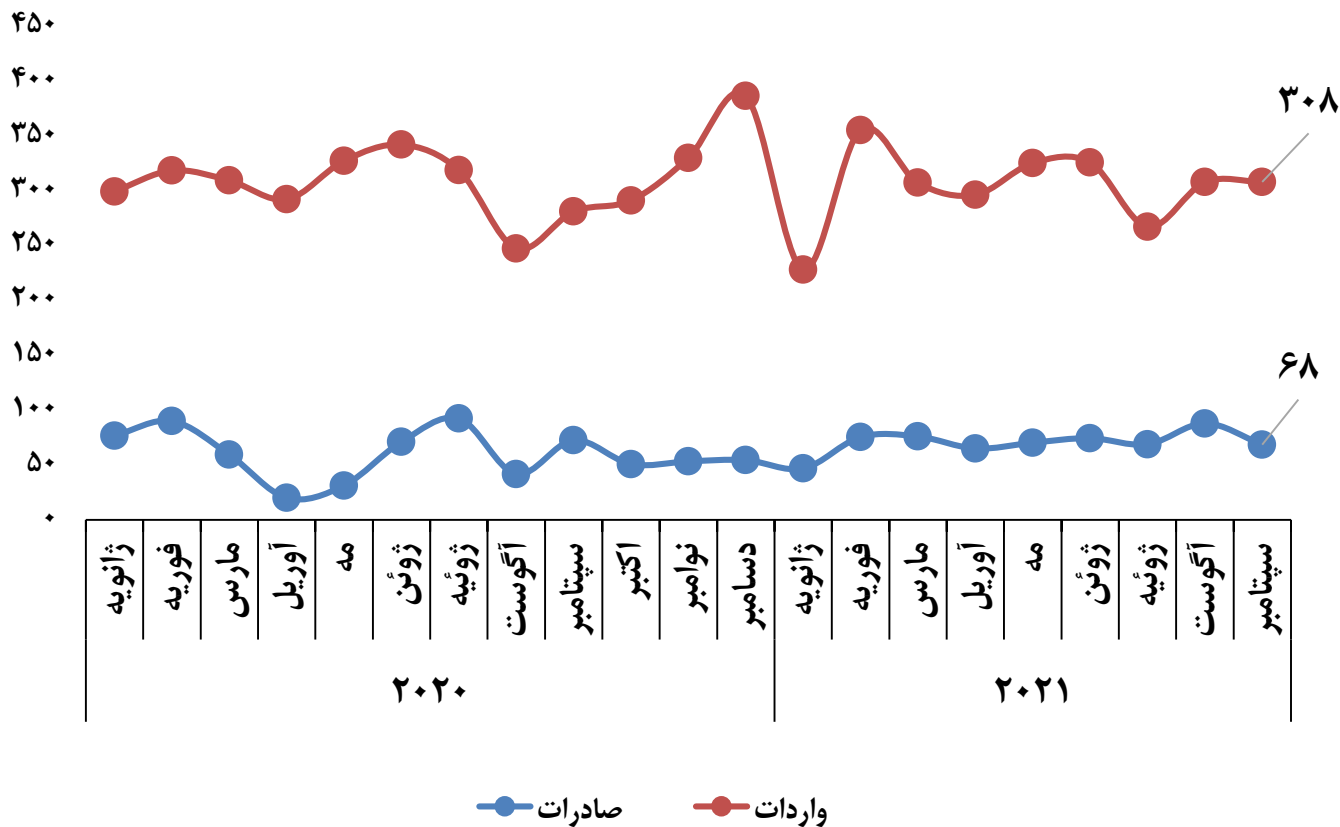 ۴۵۰
۴۰۰
۳۵۰
۳۰۰
۲۵۰
۲۰۰
۱۵۰
۱۰۰
۵۰
۰
۳۰۸
۶۸
ژانویه
فوریه
مارس
آوریل
مه
ژوئن
ژوئیه
آگوست
سپتامبر
اکتبر
نوامبر
دسامبر
ژانویه
فوریه
مارس
آوریل
مه
ژوئن
ژوئیه
آگوست
سپتامبر
۲۰۲۰
۲۰۲۱
صادرات
واردات